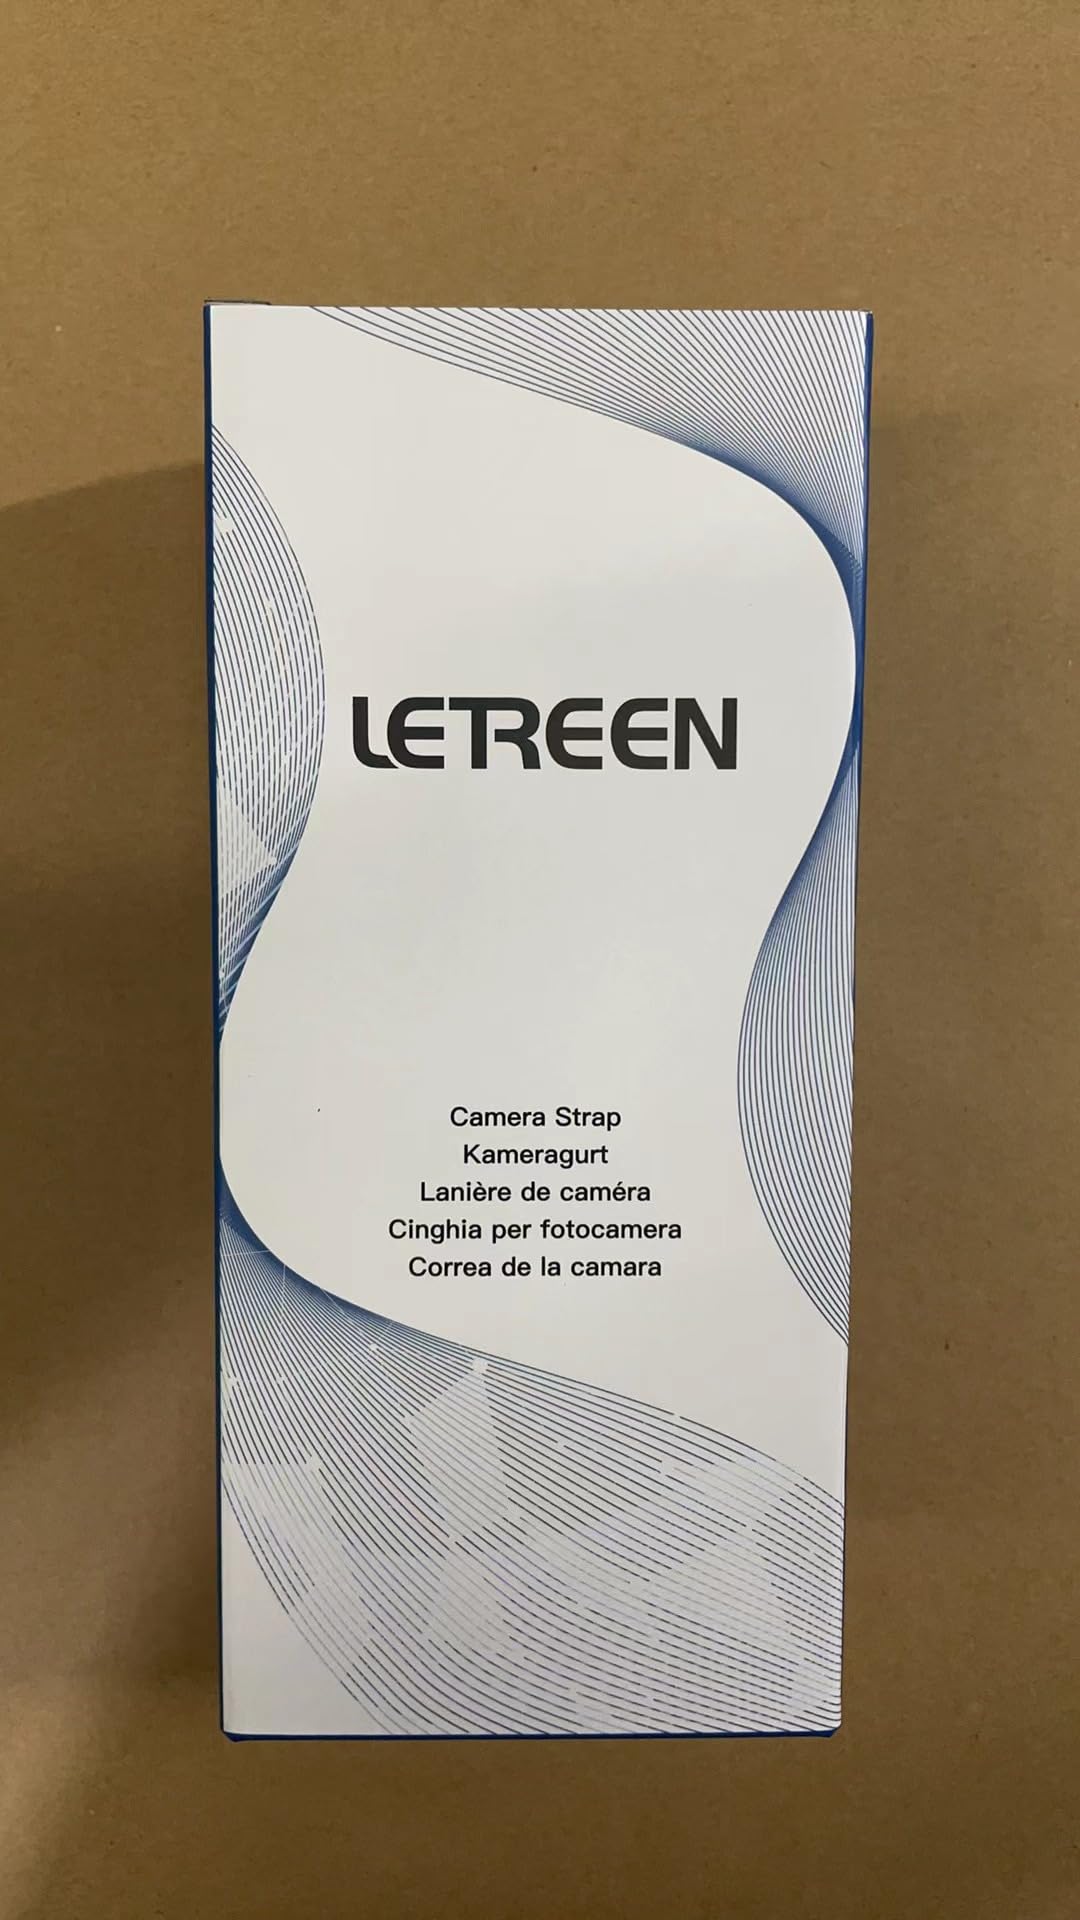 LETREEN
Camera Strap
Kameragurt
Lanière de caméra
Cinghia per fotocamera
Correa de la camara